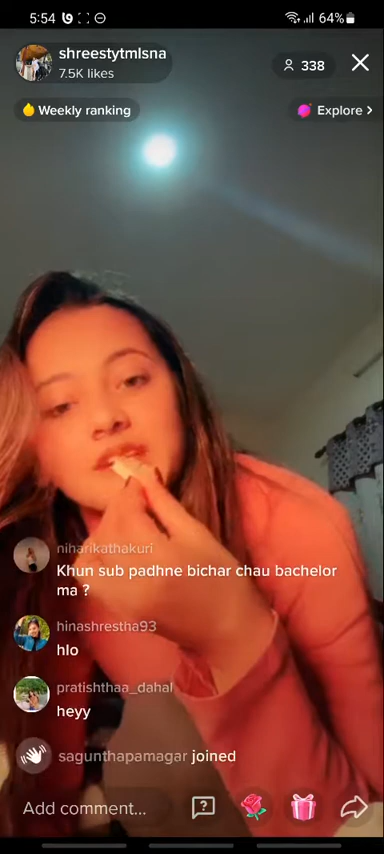 5:54 64%
shreestytmlsna
7.5K likes
338
Weekly ranking
Explore
niharikathakuri
Khun sub padhne bichar chau bachelor
ma ?
hinashrestha93
hlo
pratishthaa_dahal
heyy
sagunthapamagar joined
Add comment...